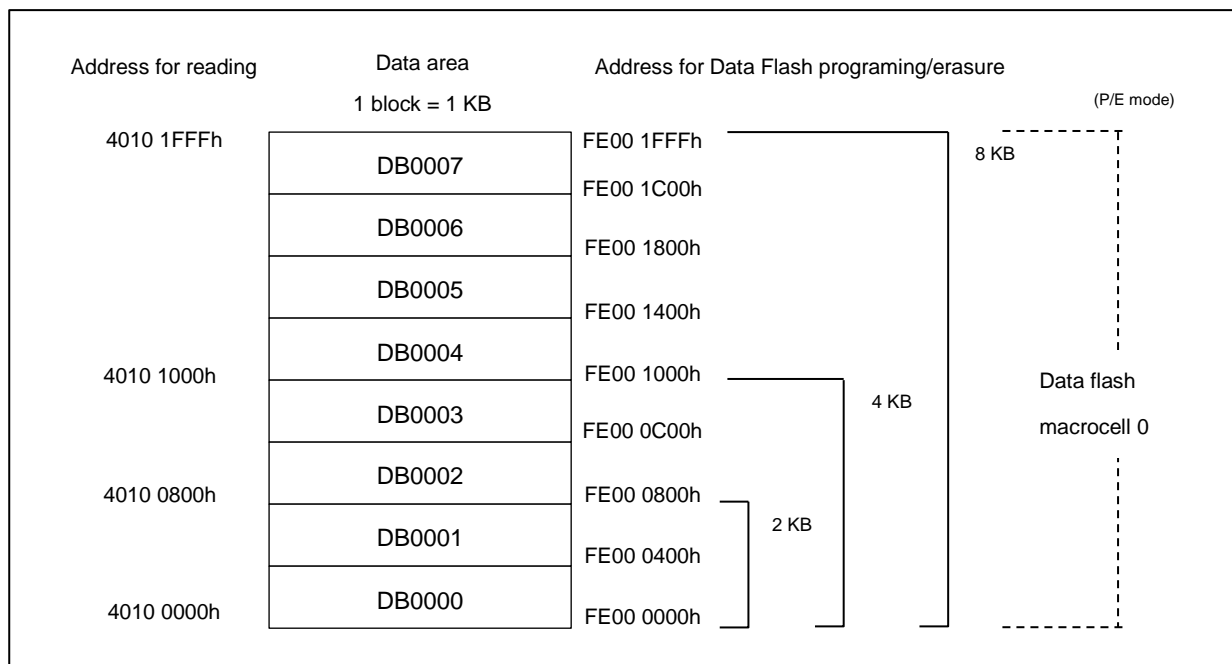 Address for reading
Data area
Address for Data Flash programing/erasure
1 block = 1 KB
(P/E mode)
4010 1FFFh
FE00 1FFFh
8 KB
DB0007
FE00 1C00h
DB0006
FE00 1800h
DB0005
FE00 1400h
DB0004
4010 1000h
FE00 1000h
Data flash
4 KB
DB0003
macrocell 0
FE00 0C00h
DB0002
4010 0800h
FE00 0800h
2 KB
DB0001
FE00 0400h
DB0000
4010 0000h
FE00 0000h